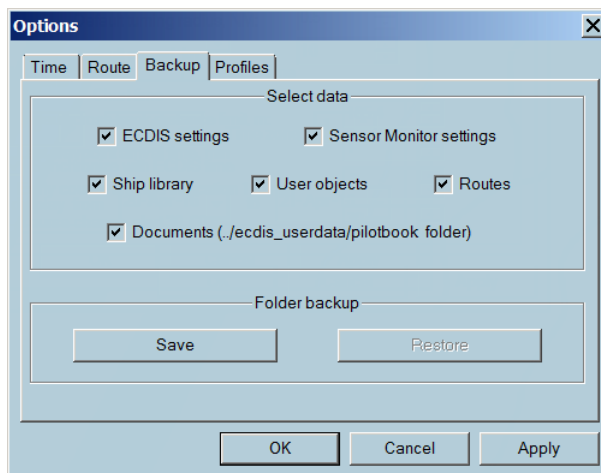 Options
Time Route Backup Profiles
Select data
ECDIS settings Sensor Monitor settings
Ship library User objects Routes
Documents (../ecdis_userdata/pilotbook folder)
Folder backup
Save Restore
OK Cancel Apply